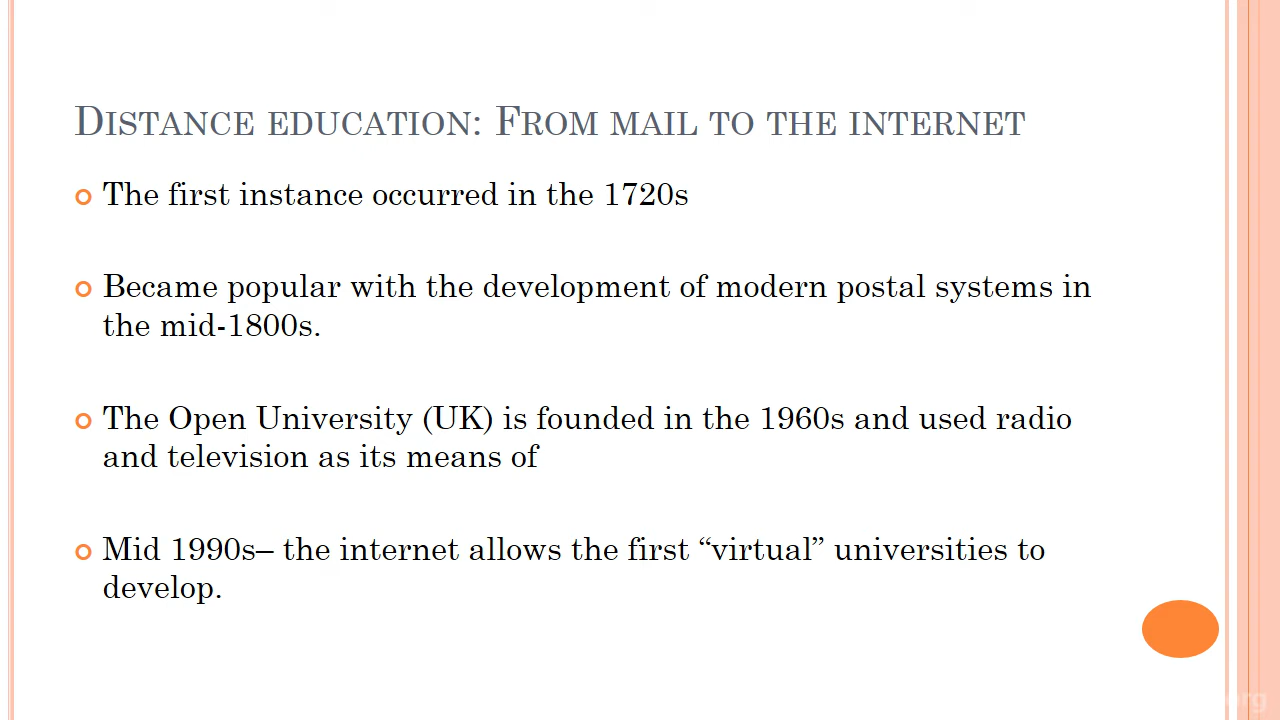 Distance education: From mail to the internet
The first instance occurred in the 1720s
Became popular with the development of modern postal systems in
the mid-1800s.
The Open University (UK) is founded in the 1960s and used radio
and television as its means of
Mid 1990s– the internet allows the first “virtual” universities to
develop.